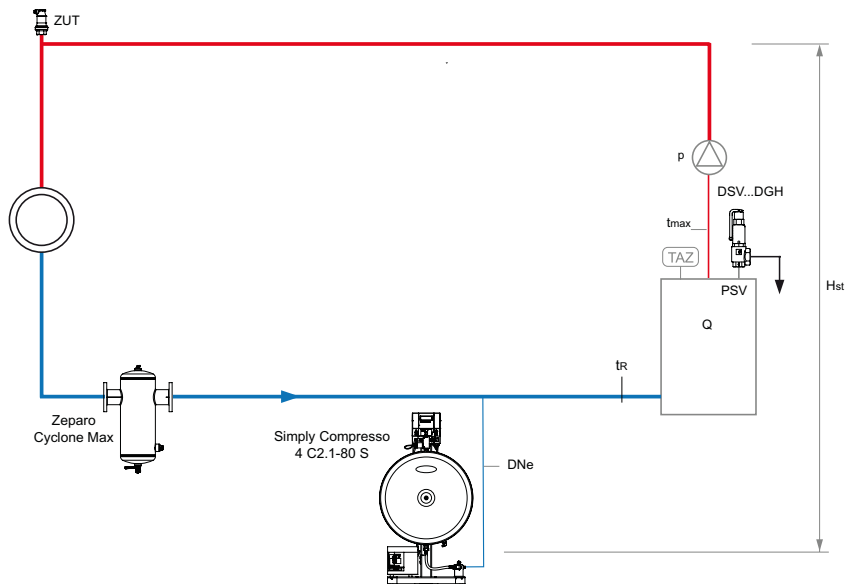 ZUT
p
DSV...DGH
tmax
TAZ
PSV
Hst
Q
tR
Zeparo
Cyclone Max
Simply Compresso
4 C2.1-80 S
DNe